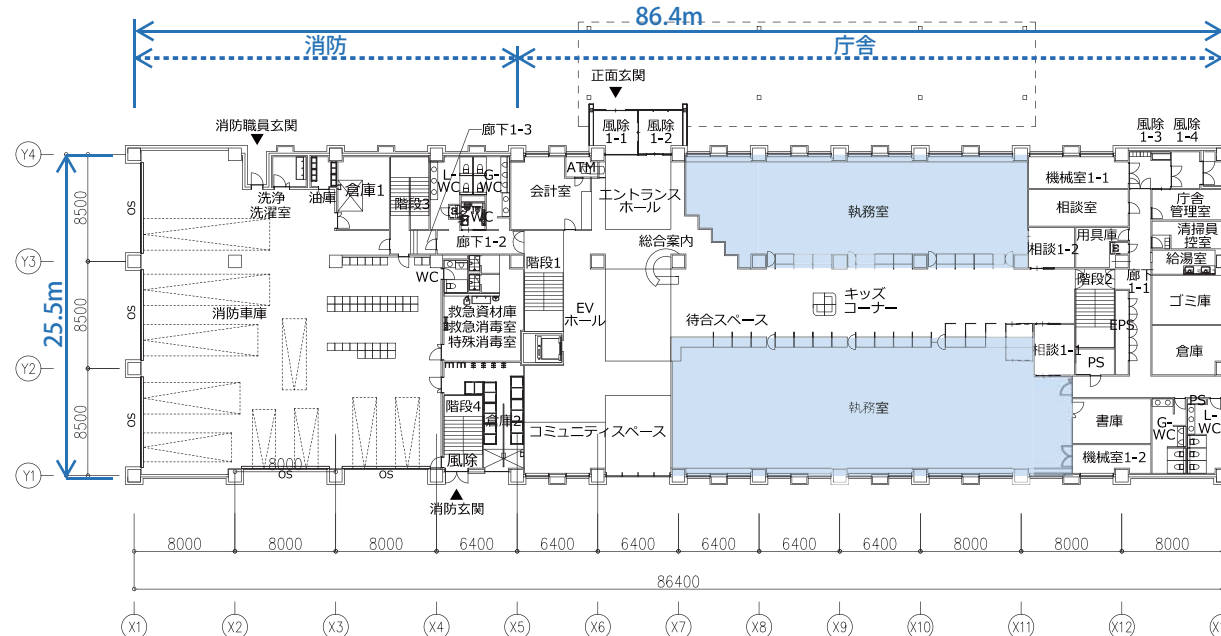 86.4m
消防
庁舎
正面玄関
消防職員玄関
廊下1-3
風除
1-1
風除
1-2
風除
1-3
風除
1-4
Y4
ATM
L-
WC
G-
WC
倉庫1
油庫
洗浄
洗濯室
階段3
WC
会計室
エントランス
ホール
執務室
機械室1-1
相談室
庁舎
管理室
清掃員
控室
給湯室
OS
8500
廊下1-2
総合案内
相談1-2
用具庫
Y3
WC
階段1
階段2
廊下
1-1
25.5m
消防車庫
救急資材庫
救急消毒室
特殊消毒室
EV
ホール
キッズ
コーナー
待合スペース
EPS
ゴミ庫
OS
8500
相談1-1
PS
倉庫
Y2
OS
8500
階段4
倉庫2
コミュニティスペース
執務室
書庫
PS
G-
WC
L-
WC
風除
機械室1-2
Y1
8000
OS
OS
消防玄関
8000
8000
8000
6400
6400
6400
6400
6400
6400
8000
8000
8000
86400
X1
X2
X3
X4
X5
X6
X7
X8
X9
X10
X11
X12